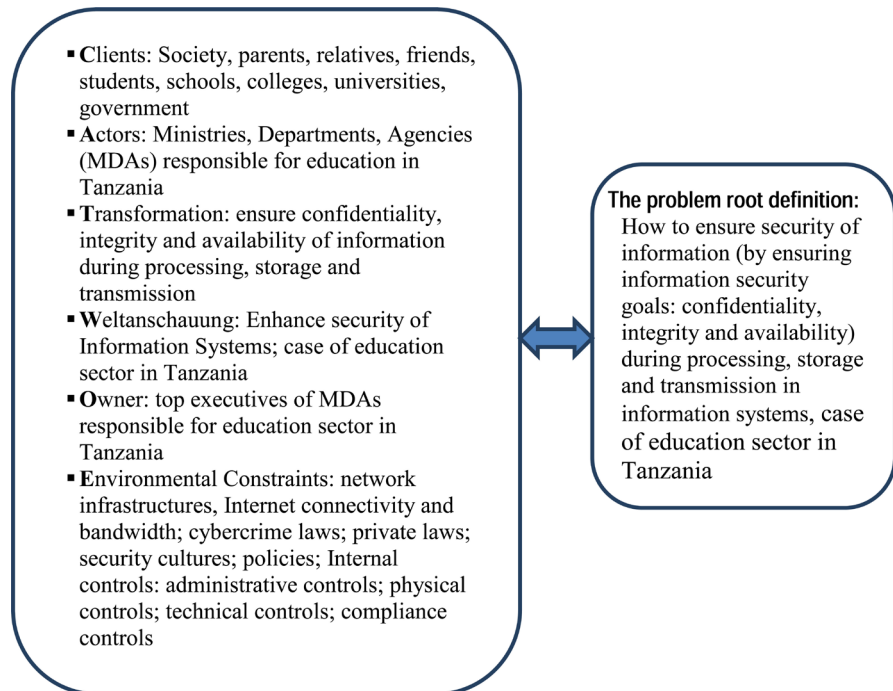 ▪ Clients: Society, parents, relatives, friends,
students, schools, colleges, universities,
government
▪ Actors: Ministries, Departments, Agencies
(MDAs) responsible for education in
Tanzania
▪ Transformation: ensure confidentiality,
integrity and availability of information
during processing, storage and
transmission
▪ Weltanschauung: Enhance security of
Information Systems; case of education
sector in Tanzania
▪ Owner: top executives of MDAs
responsible for education sector in
Tanzania
▪ Environmental Constraints: network
infrastructures, Internet connectivity and
bandwidth; cybercrime laws; private laws;
security cultures; policies; Internal
controls: administrative controls; physical
controls; technical controls; compliance
controls
The problem root definition:
How to ensure security of
information (by ensuring
information security
goals: confidentiality,
integrity and availability)
during processing, storage
and transmission in
information systems, case
of education sector in
Tanzania